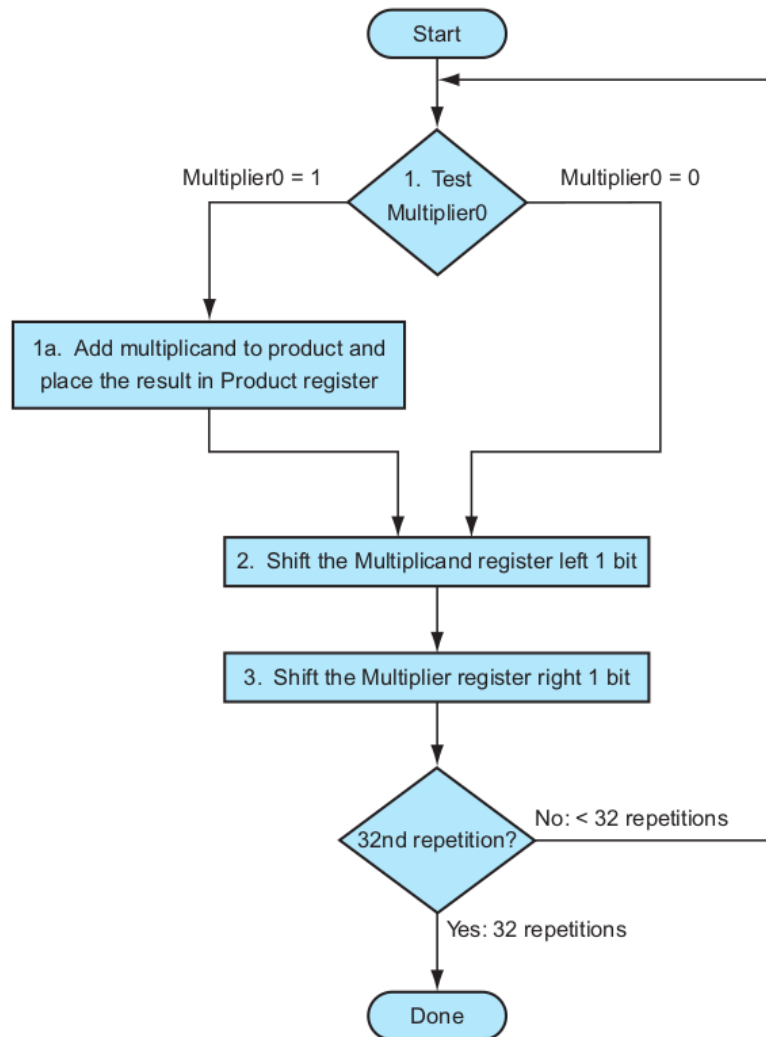 Start
Multiplier0 = 1
1. Test
Multiplier0
Multiplier0 = 0
1a. Add multiplicand to product and
place the result in Product register
2. Shift the Multiplicand register left 1 bit
3. Shift the Multiplier register right 1 bit
32nd repetition?
No: < 32 repetitions
Yes: 32 repetitions
Done